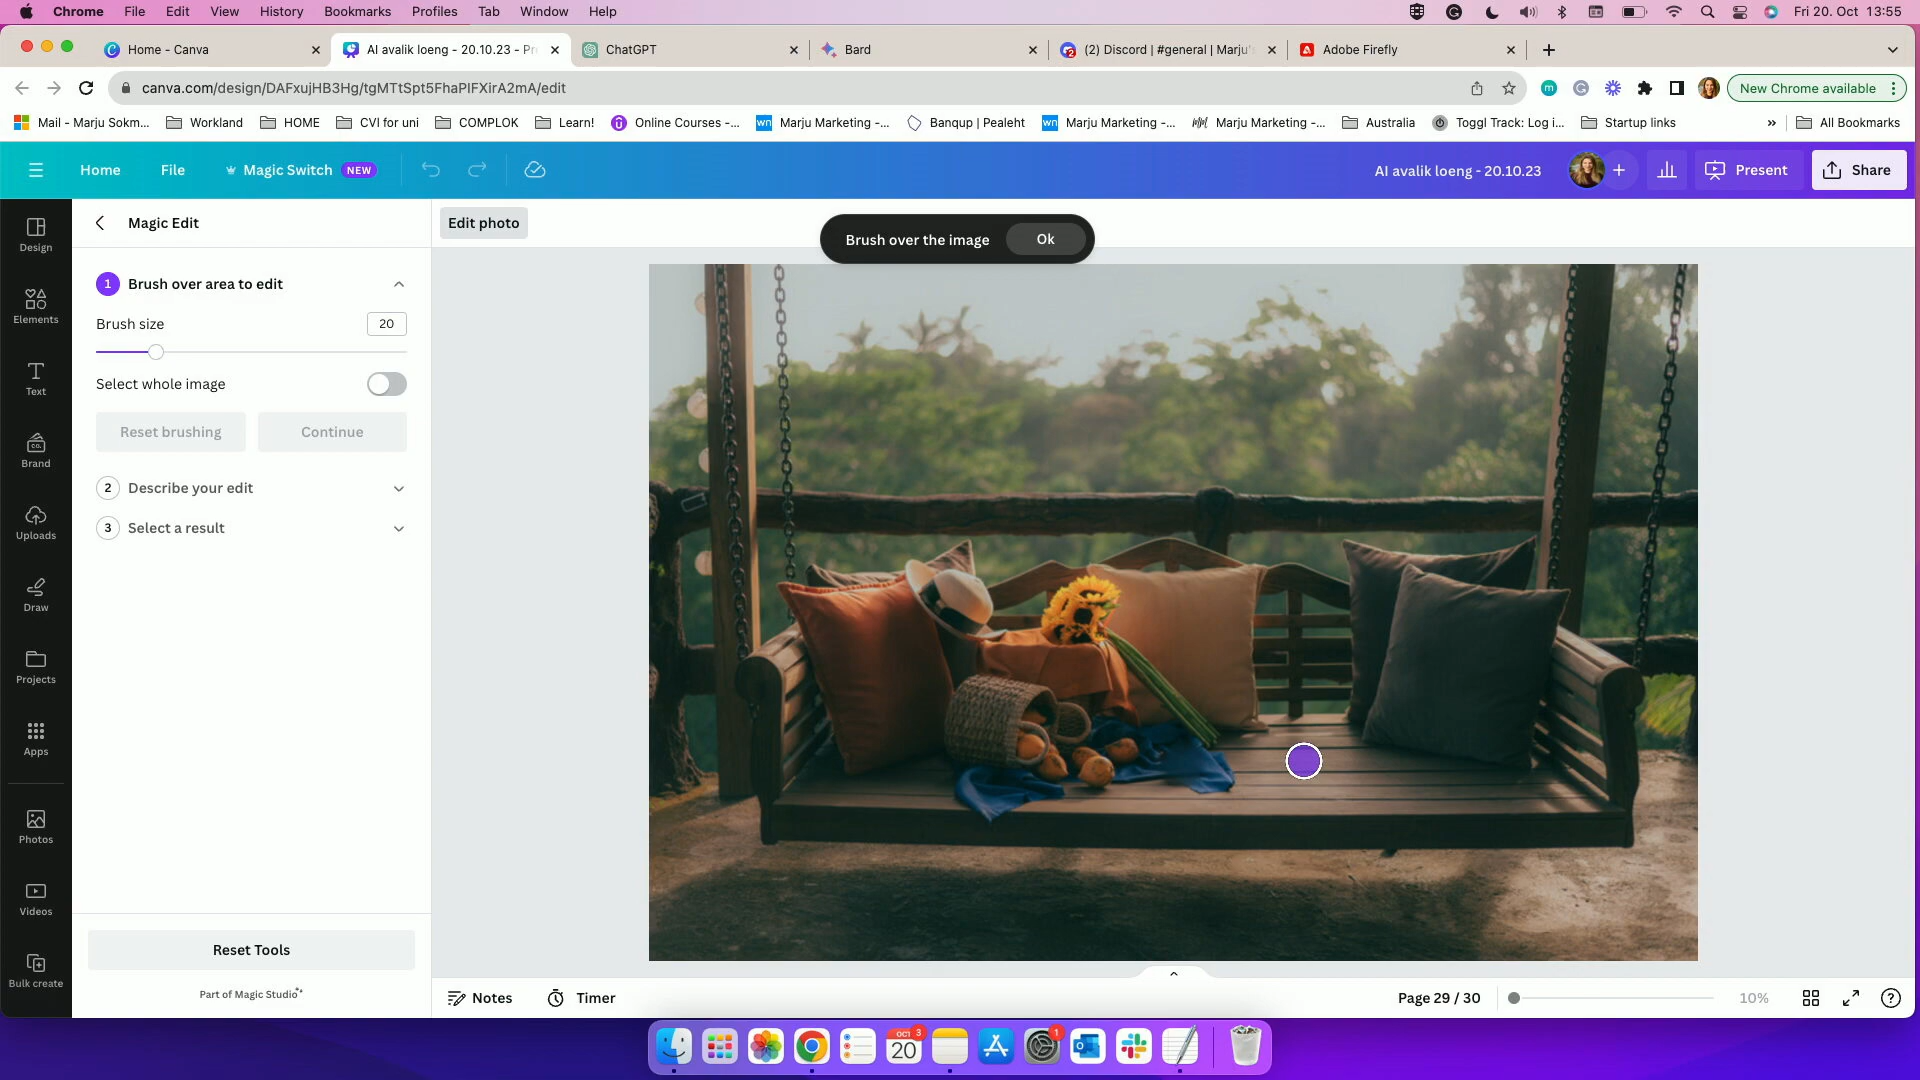 Chrome File Edit View History Bookmarks Profiles Tab Window Help Fri 20. Oct 13:55
Home - Canva
AI avalik loeng - 20.10.23 - Pr
ChatGPT
Bard
(2) Discord | #general | Marju's
Adobe Firefly
canva.com/design/DAFxujHB3Hg/tgMTtSpt5FhaPlFXirA2mA/edit
New Chrome available
Mail - Marju Sokm... Workland HOME CVI for uni COMPLOK Learn! Online Courses -... Marju Marketing -... Banqup | Pealeht Marju Marketing -... Marju Marketing -... Australia Toggl Track: Log i... Startup links » All Bookmarks
Home File Magic Switch NEW AI avalik loeng - 20.10.23 Present Share
Design
Elements
Text
Brand
Uploads
Draw
Projects
Apps
Photos
Videos
Bulk create
Magic Edit
1 Brush over area to edit
Brush size 20
Select whole image
Reset brushing Continue
2 Describe your edit
3 Select a result
Reset Tools
Part of Magic Studio
Edit photo
Brush over the image Ok
Notes Timer Page 29 / 30 10%
OCT 3
20
1